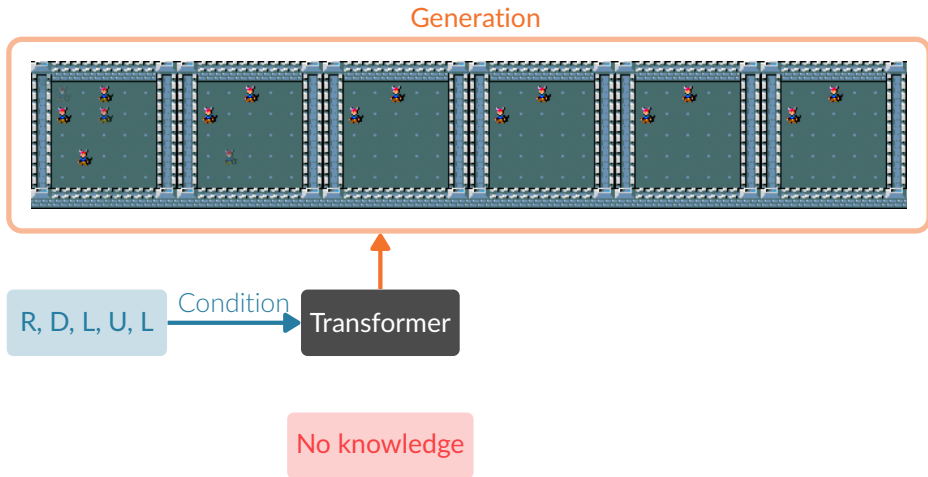 Generation
R, D, L, U, L
Condition
Transformer
No knowledge